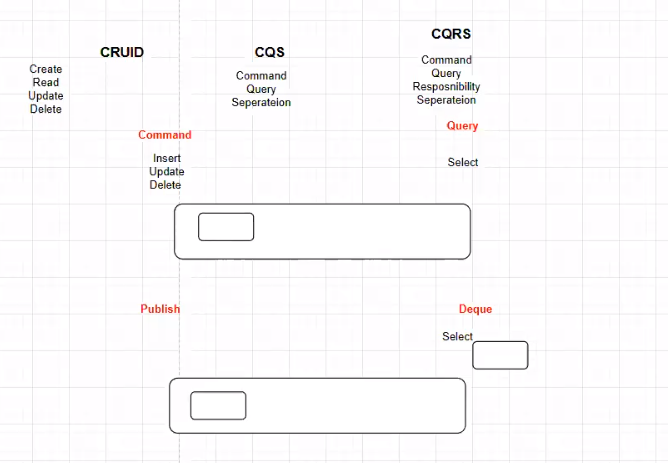 CRUID
Create
Read
Update
Delete
CQS
Command
Query
Seperateion
CQRS
Command
Query
Resposnibility
Seperateion
Command
Insert
Update
Delete
Query
Select
Publish
Deque
Select